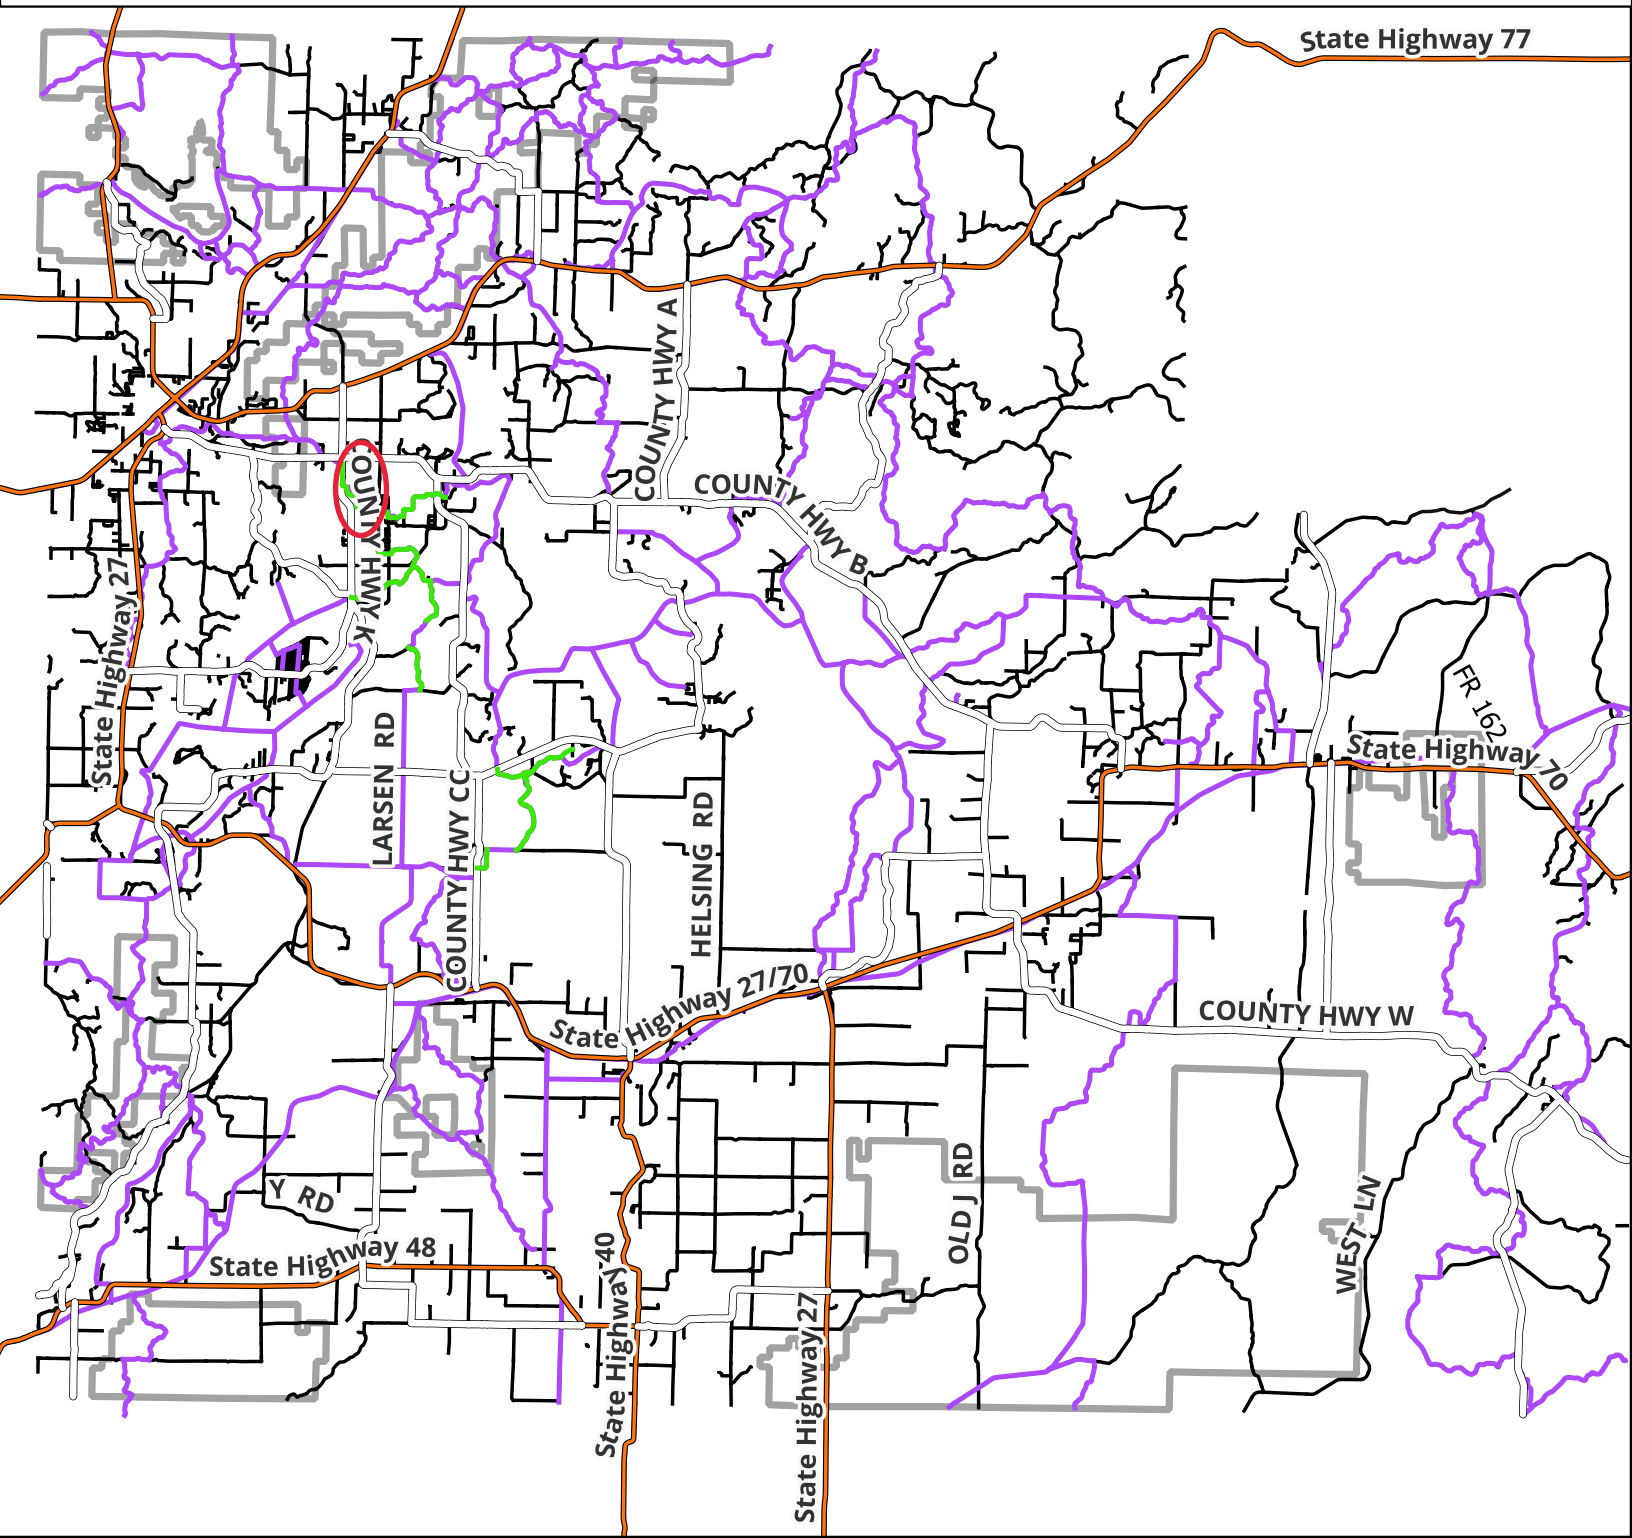 State Highway 77
COUNTY HWY A
COUNTY HWY B
COUNTY HWY K
State Highway 27
FR 162
State Highway 70
LARSEN RD
COUNTY HWY CC
HELSING RD
State Highway 27/70
COUNTY HWY W
OLD J RD
WEST LN
Y RD
State Highway 48
State Highway 40
State Highway 27